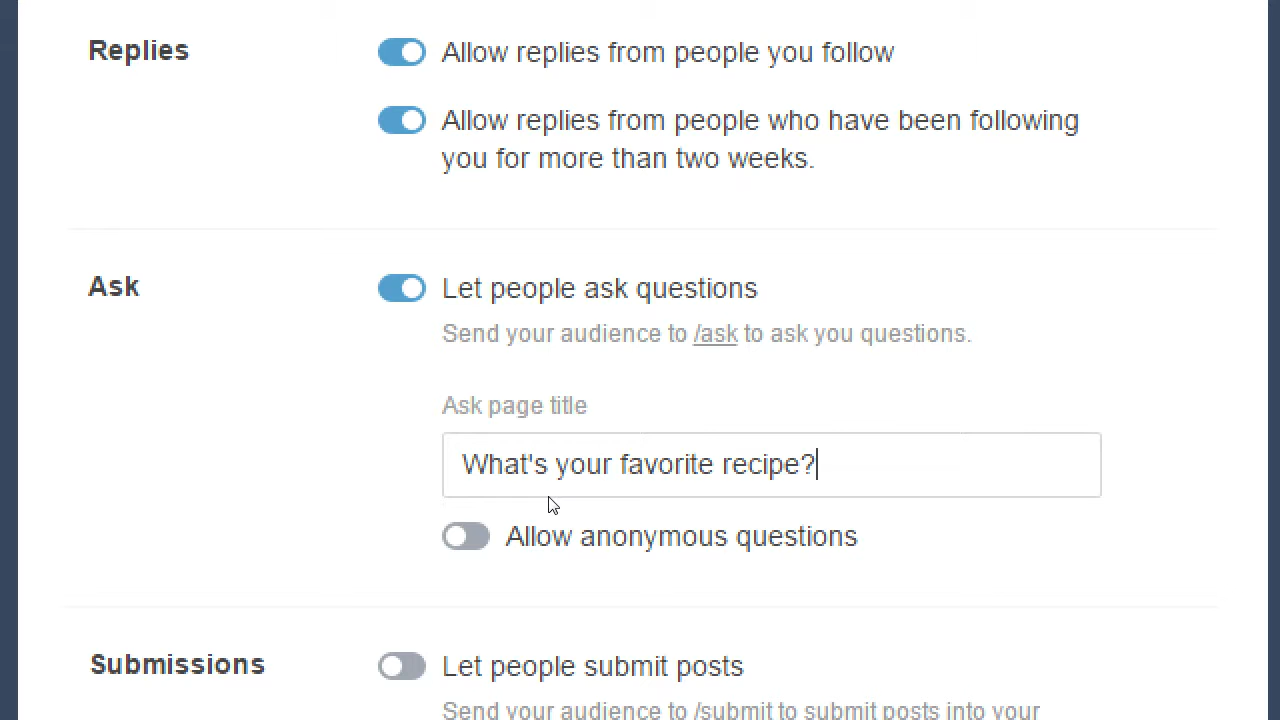 Replies
Allow replies from people you follow
Allow replies from people who have been following
you for more than two weeks.
Ask
Let people ask questions
Send your audience to /ask to ask you questions.
Ask page title
What's your favorite recipe?
Allow anonymous questions
Submissions
Let people submit posts
Send your audience to /submit to submit posts into your